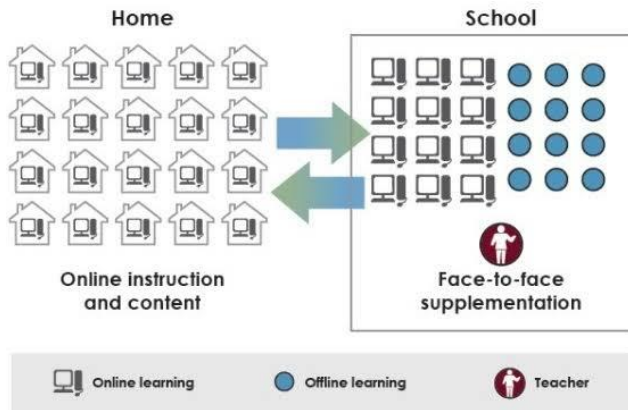 Home
School
Online instruction
and content
Face-to-face
supplementation
Online learning
Offline learning
Teacher